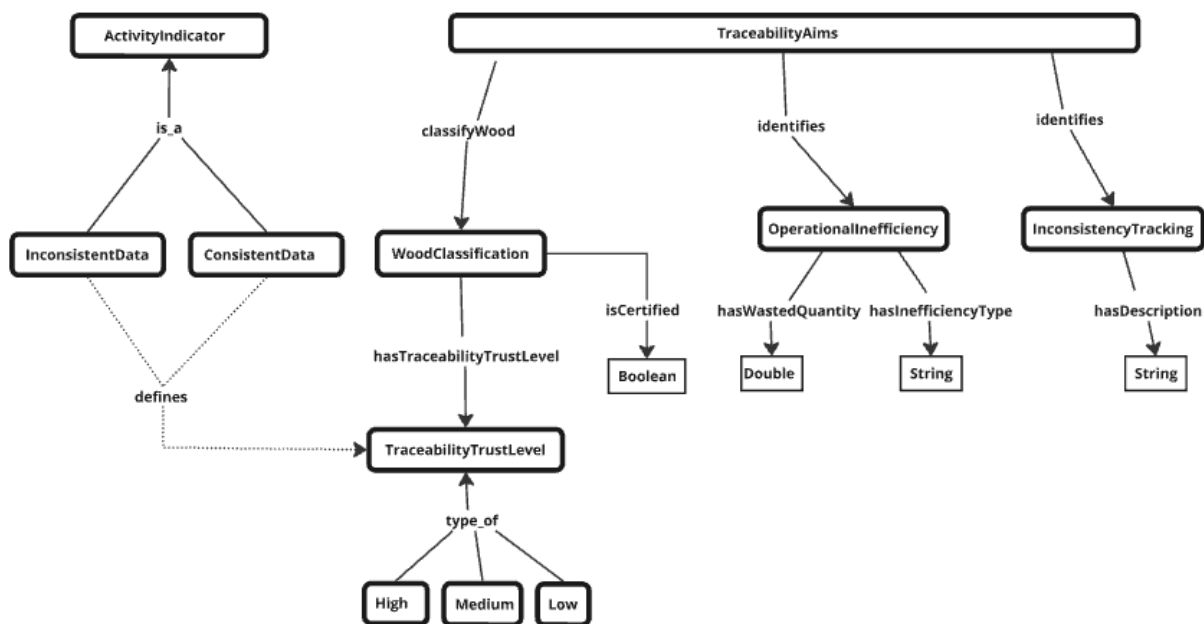 ActivityIndicator
TraceabilityAims
is_a
classifyWood
identifies
identifies
InconsistentData
ConsistentData
WoodClassification
OperationalInefficiency
InconsistencyTracking
isCertified
hasWastedQuantity
hasInefficiencyType
hasDescription
hasTraceabilityTrustLevel
Boolean
Double
String
String
defines
TraceabilityTrustLevel
type_of
High
Medium
Low